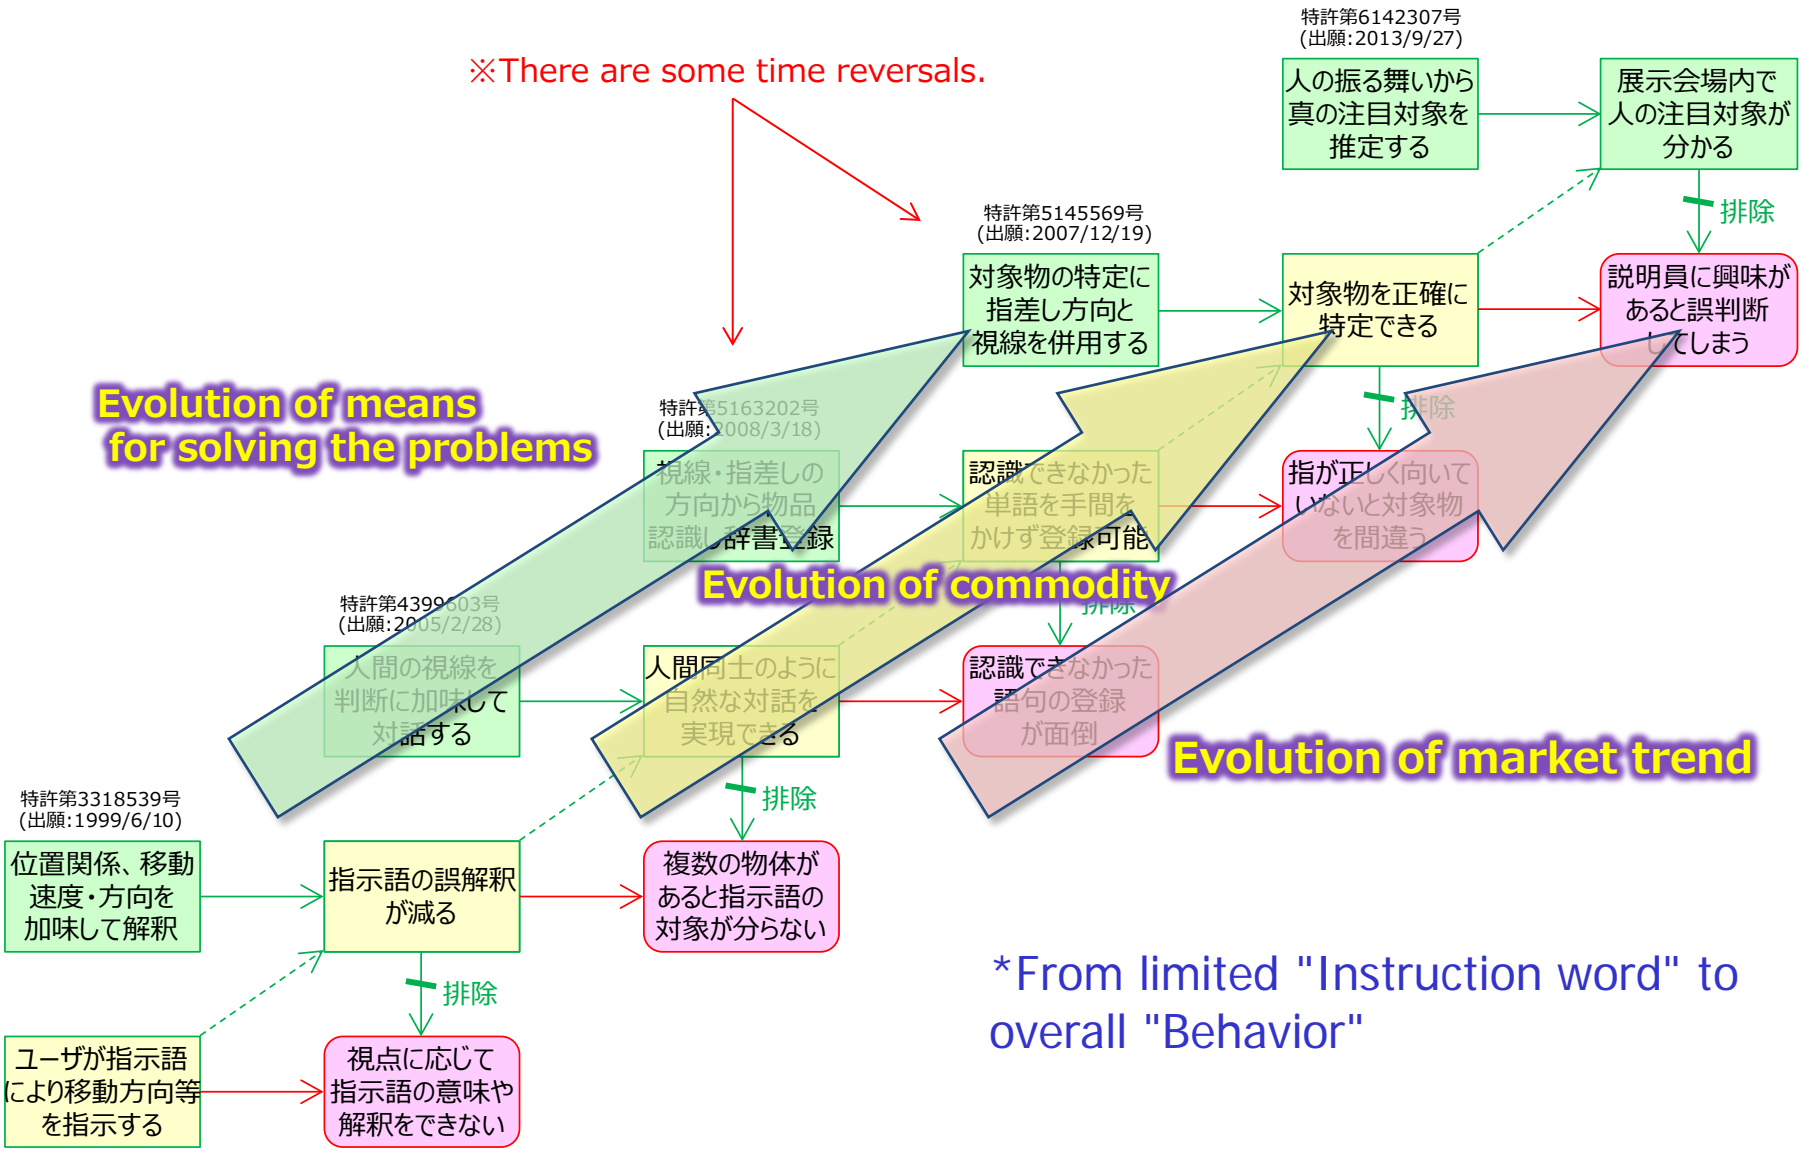 特許第6142307号
(出願:2013/9/27)
※There are some time reversals.
人の振る舞いから
真の注目対象を
推定する
展示会場内で
人の注目対象が
分かる
排除
特許第5145569号
(出願:2007/12/19)
対象物の特定に
指差し方向と
視線を併用する
対象物を正確に
特定できる
説明員に興味が
あると誤判断
してしまう
排除
Evolution of means
for solving the problems
特許第5163202号
(出願:2008/3/18)
視線・指差しの
方向から物品
認識し辞書登録
認識できなかった
単語を手間を
かけず登録可能
指が正しく向いて
いないと対象物
を間違う
排除
Evolution of commodity
特許第4399603号
(出願:2005/2/28)
人間の視線を
判断に加味して
対話する
人間同士のように
自然な対話を
実現できる
認識できなかった
語句の登録
が面倒
排除
Evolution of market trend
特許第3318539号
(出願:1999/6/10)
位置関係、移動
速度・方向を
加味して解釈
指示語の誤解釈
が減る
複数の物体が
あると指示語の
対象が分らない
排除
ユーザが指示語
により移動方向等
を指示する
視点に応じて
指示語の意味や
解釈をできない
*From limited "Instruction word" to
overall "Behavior"